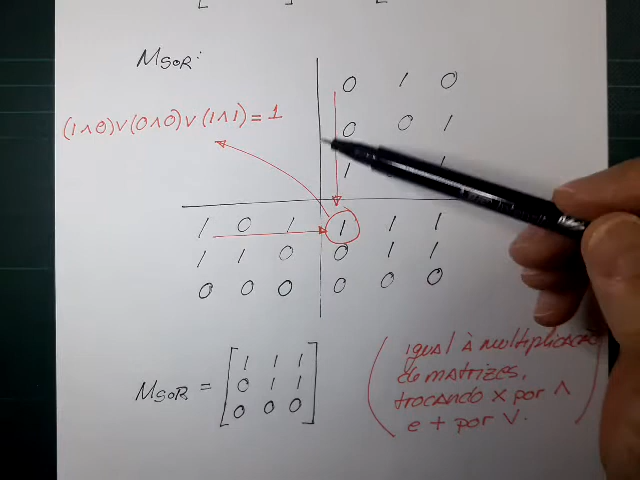 MSOR:
0 1 0
(1∧0)∨(0∧0)∨(1∧1)=1
0 0 1
1 1
1 0 1 1 1 1
1 1 0 0 1 1
0 0 0 0 0 0
MSOR = [1 1 1
0 1 1
0 0 0]
(igual à multiplicação
de matrizes,
trocando × por ∧
e + por ∨.)